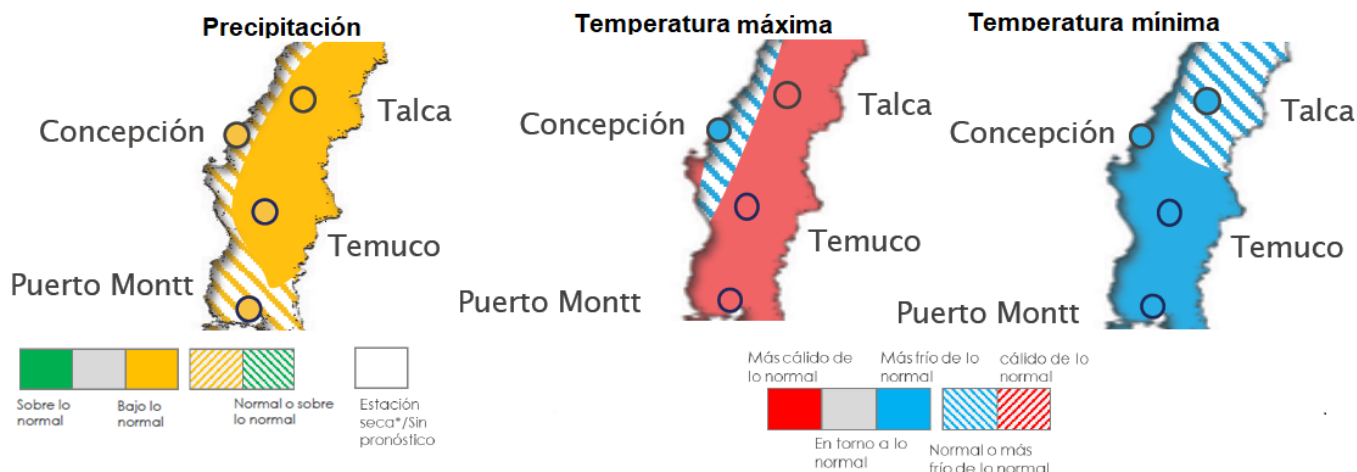 Precipitación
Concepción
Talca
Temuco
Puerto Montt
Sobre lo
normal
Bajo lo
normal
Normal o sobre
lo normal
Estación
seca*/Sin
pronóstico
Temperatura máxima
Concepción
Talca
Temuco
Puerto Montt
Temperatura mínima
Concepción
Talca
Temuco
Puerto Montt
Más cálido de
lo normal
Más frío de lo
normal
cálido de lo
normal
En torno a lo
normal
Normal o más
frío de lo normal